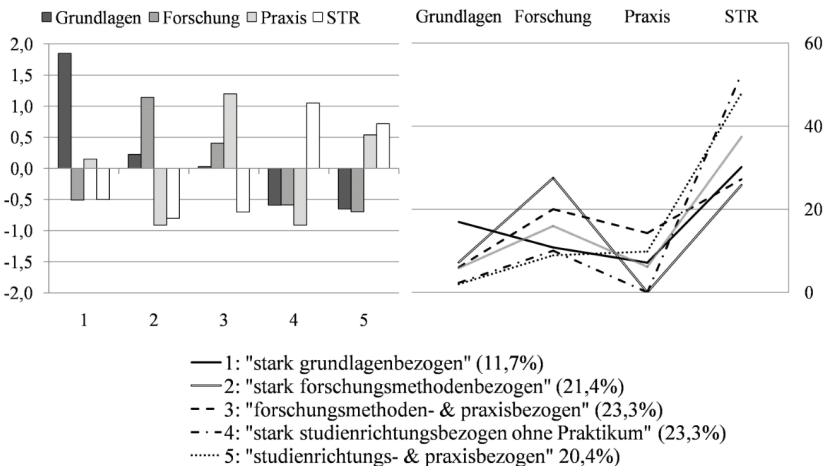 Grundlagen Forschung Praxis STR
2,0
1,5
1,0
0,5
0,0
-0,5
-1,0
-1,5
-2,0
1 2 3 4 5
Grundlagen Forschung Praxis STR
60
40
20
0
1: "stark grundlagenbezogen" (11,7%)
2: "stark forschungsmethodenbezogen" (21,4%)
3: "forschungsmethoden- & praxisbezogen" (23,3%)
4: "stark studienrichtungsbezogen ohne Praktikum" (23,3%)
5: "studienrichtungs- & praxisbezogen" 20,4%)